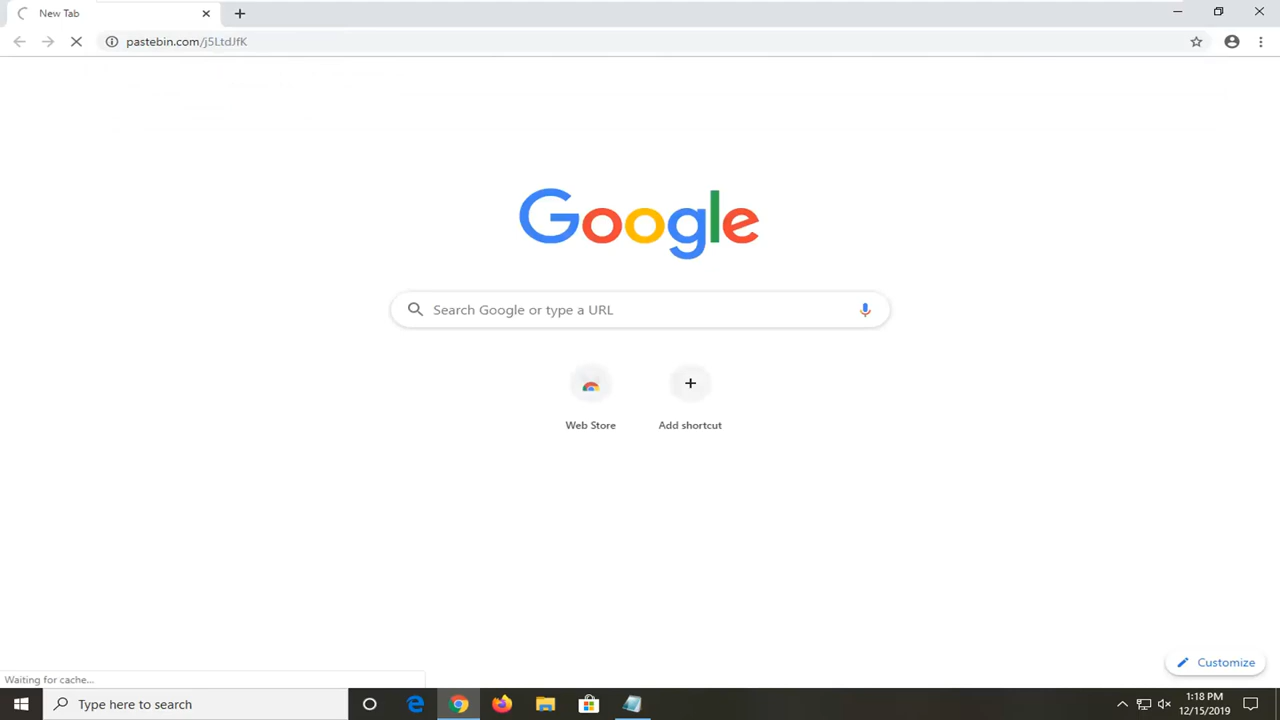 New Tab
pastebin.com/j5LtdJfK
Google
Search Google or type a URL
Web Store
Add shortcut
Customize
Waiting for cache...
Type here to search
1:18 PM
12/15/2019